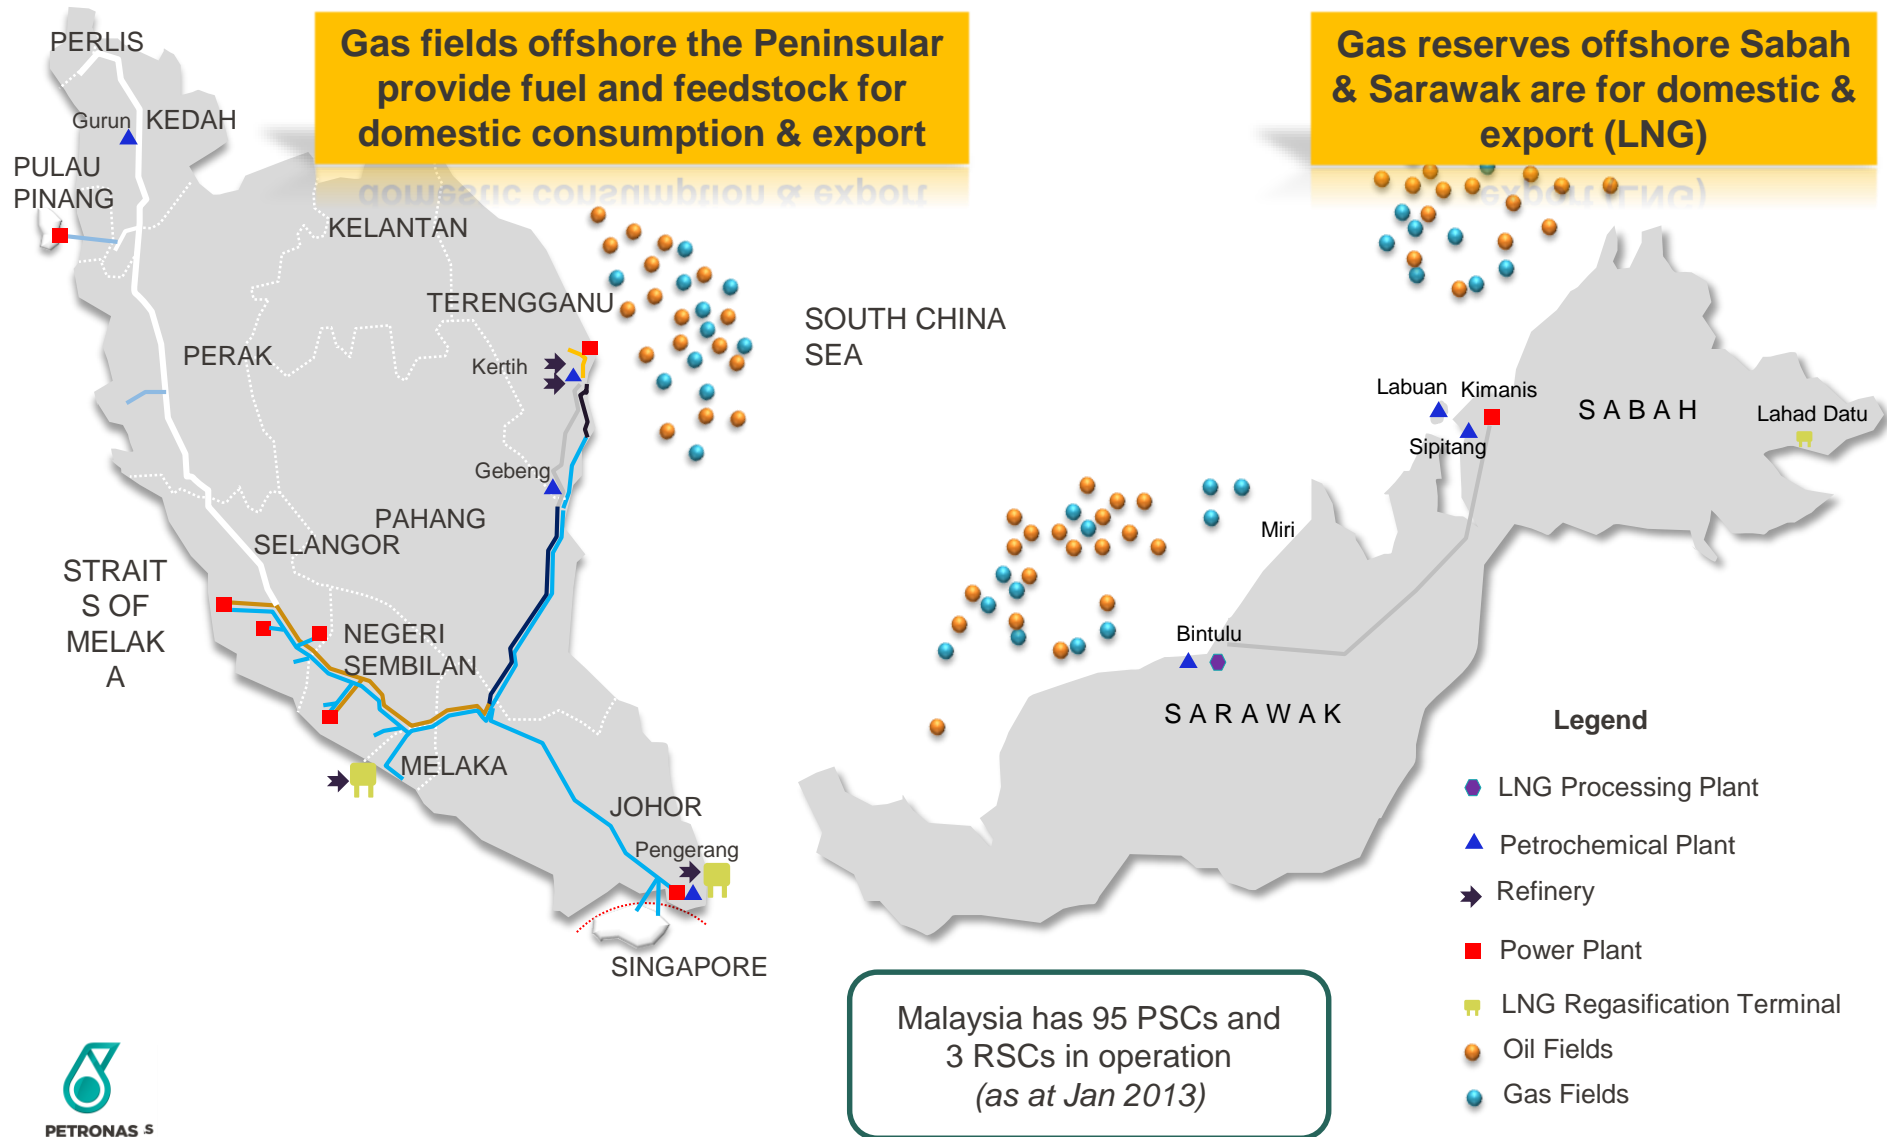 Gas fields offshore the Peninsular
provide fuel and feedstock for
domestic consumption & export
Gas reserves offshore Sabah
& Sarawak are for domestic &
export (LNG)
PERLIS
Gurun
KEDAH
PULAU
PINANG
KELANTAN
TERENGGANU
SOUTH CHINA
SEA
PERAK
Kertih
Labuan
Kimanis
SABAH
Lahad Datu
Sipitang
Gebeng
PAHANG
SELANGOR
Miri
STRAIT
S OF
MELAK
A
NEGERI
SEMBILAN
Bintulu
SARAWAK
MELAKA
JOHOR
Pengerang
SINGAPORE
Legend
LNG Processing Plant
Petrochemical Plant
Refinery
Power Plant
LNG Regasification Terminal
Oil Fields
Gas Fields
Malaysia has 95 PSCs and
3 RSCs in operation
(as at Jan 2013)
PETRONAS .S